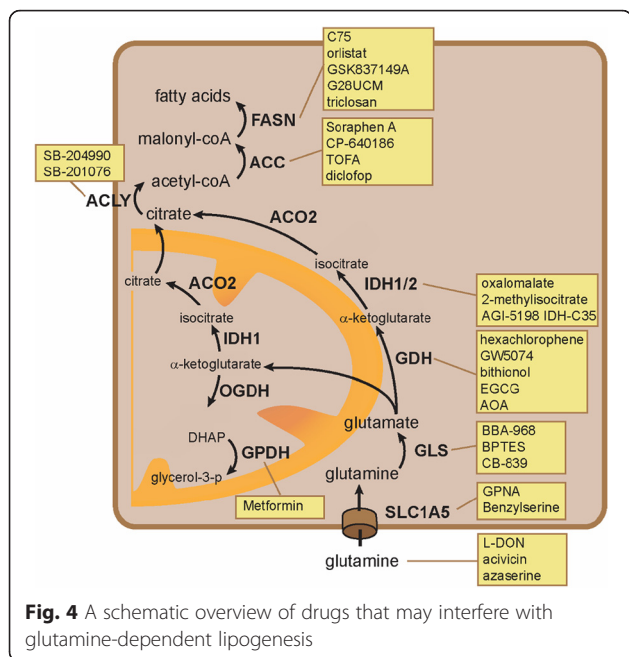 C75
orlistat
GSK837149A
G28UCM
triclosan
fatty acids
FASN
malonyl-coA
Soraphen A
CP-640186
TOFA
diclofop
ACC
SB-204990
SB-201076
acetyl-coA
ACLY
citrate
ACO2
isocitrate
IDH1/2
oxalomalate
2-methylisocitrate
AGI-5198 IDH-C35
citrate
ACO2
isocitrate
IDH1
α-ketoglutarate
GDH
hexachlorophene
GW5074
bithionol
EGCG
AOA
α-ketoglutarate
OGDH
glutamate
DHAP
GPDH
glycerol-3-p
Metformin
GLS
BBA-968
BPTES
CB-839
glutamine
SLC1A5
GPNA
Benzylserine
glutamine
L-DON
acivicin
azaserine
Fig. 4 A schematic overview of drugs that may interfere with
glutamine-dependent lipogenesis